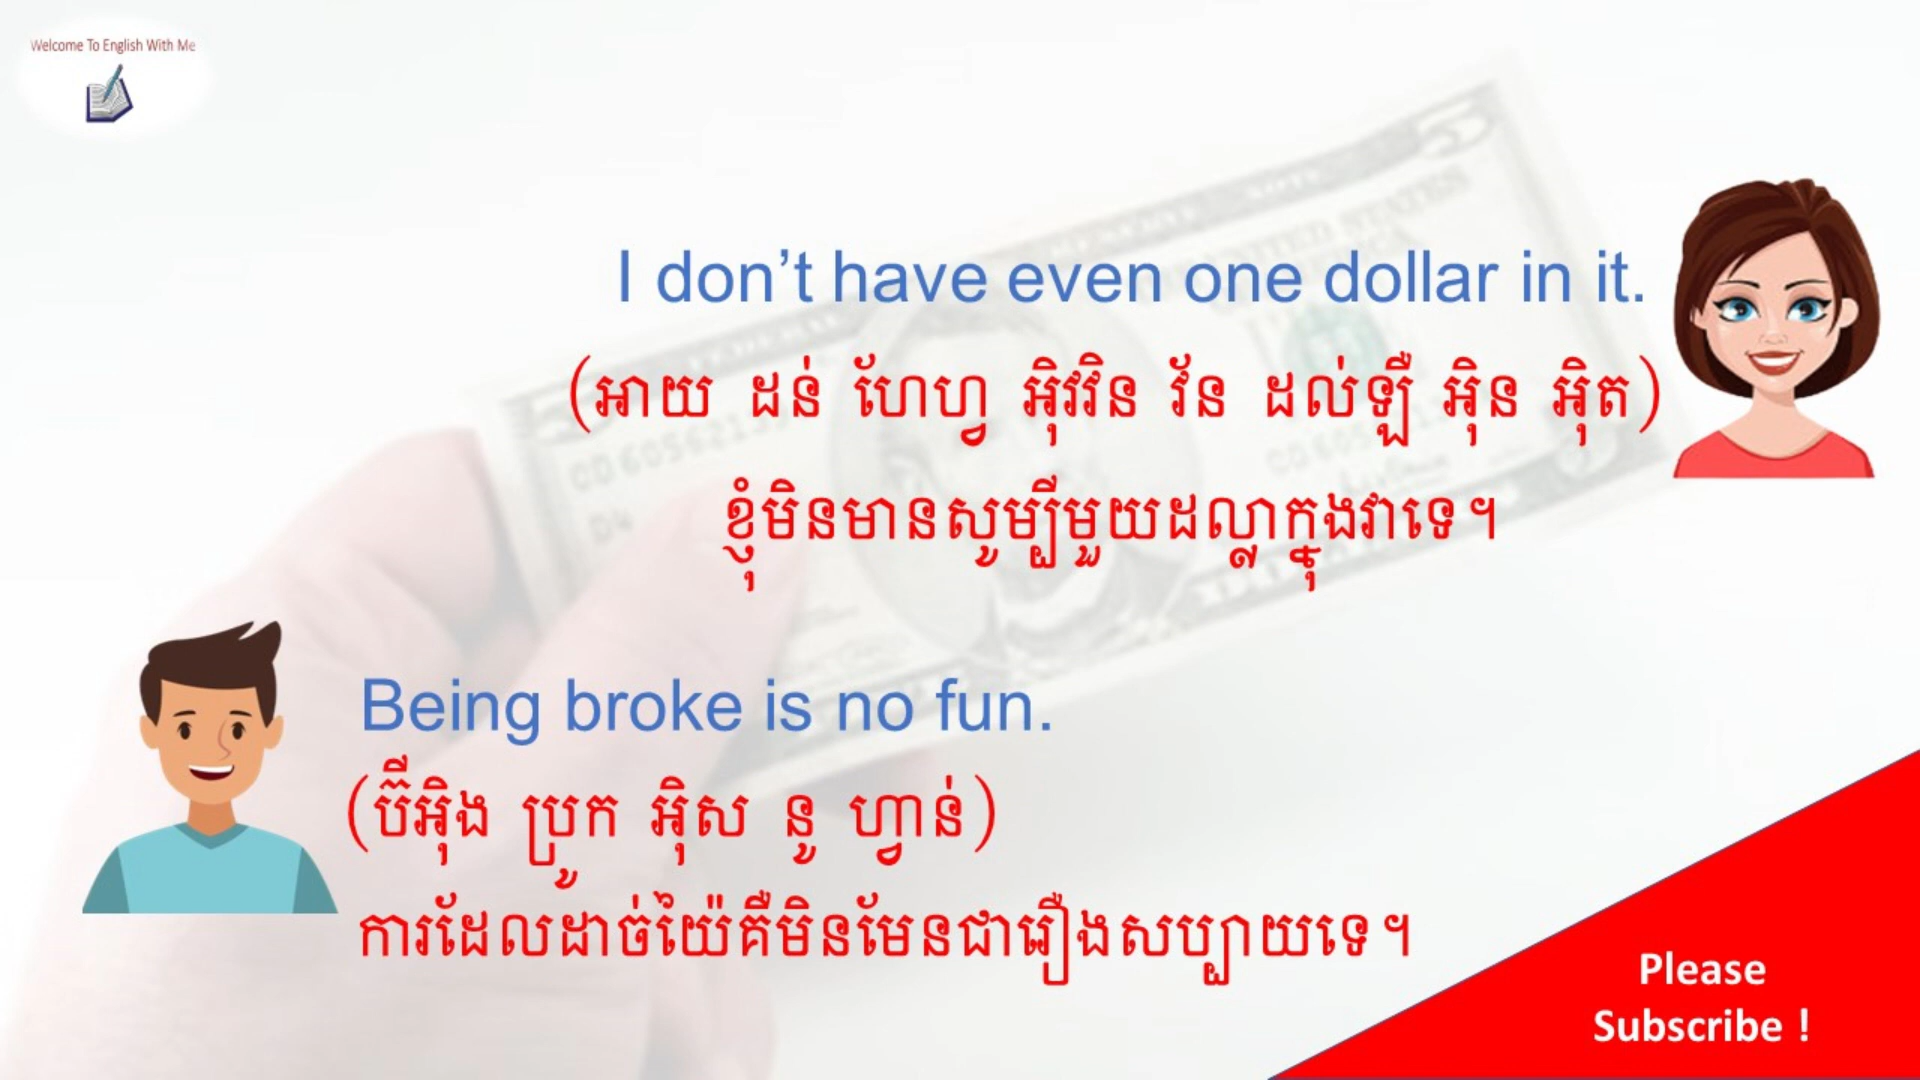 Welcome To English With Me
I don’t have even one dollar in it.
(អាយ ដន់ ហែហ្វ អ៊ិវវិន វ័ន ដល់ឡឺ អ៊ិន អ៊ិត)
ខ្ញុំមិនមានសូម្បីមួយដល្លាក្នុងវាទេ។
Being broke is no fun.
(ប៊ីអ៊ិង ប្រូក អ៊ិស នូ ហ្វាន់)
ការដែលដាច់យ៉ៃគឺមិនមែនជារឿងសប្បាយទេ។
Please
Subscribe !